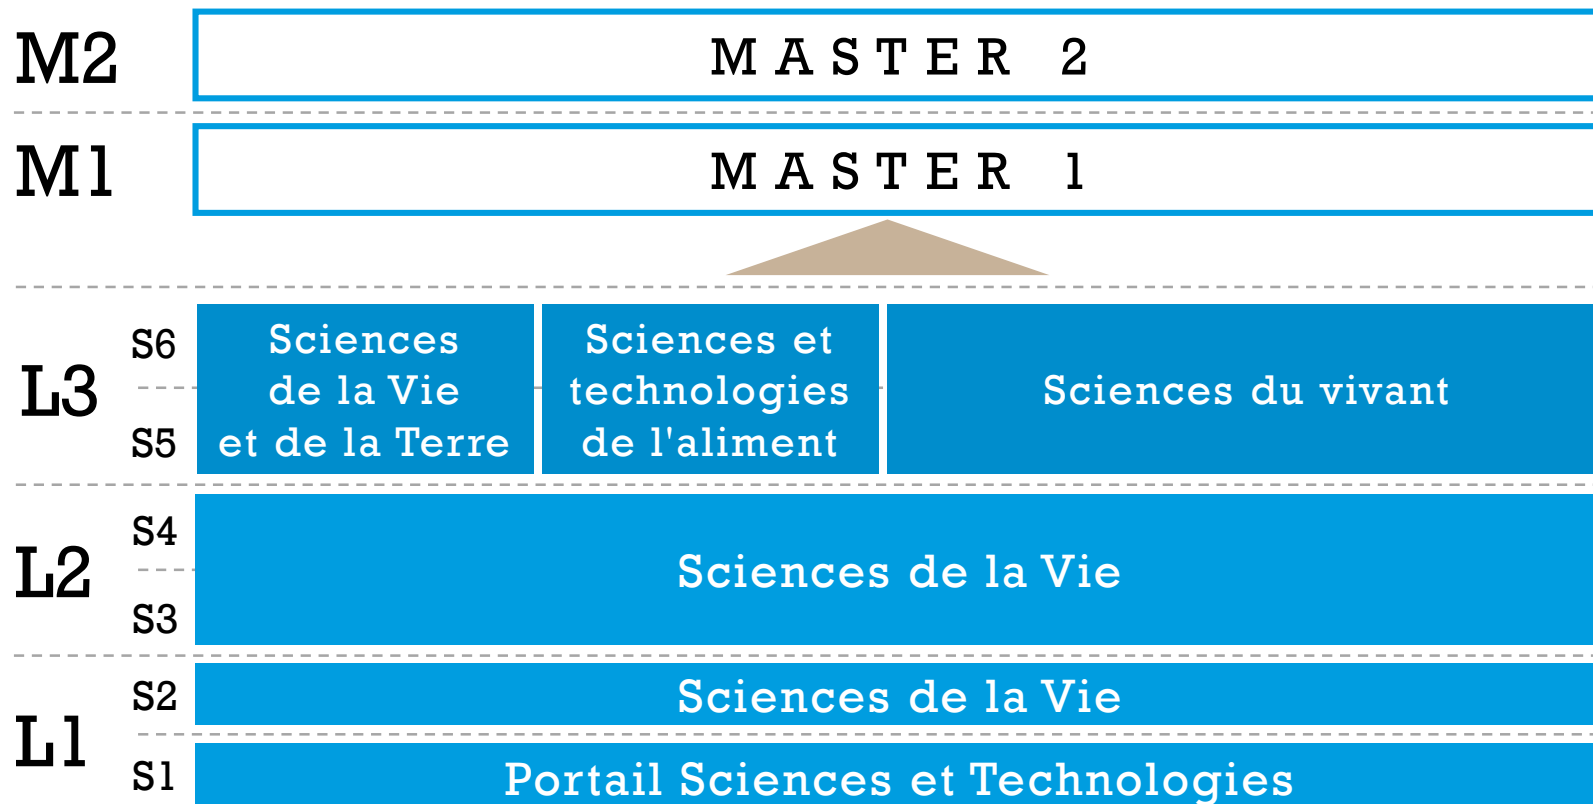 M2
MASTER 2
M1
MASTER 1
L3
S6
S5
Sciences
de la Vie
et de la Terre
Sciences et
technologies
de l'aliment
Sciences du vivant
L2
S4
S3
Sciences de la Vie
L1
S2
Sciences de la Vie
S1
Portail Sciences et Technologies